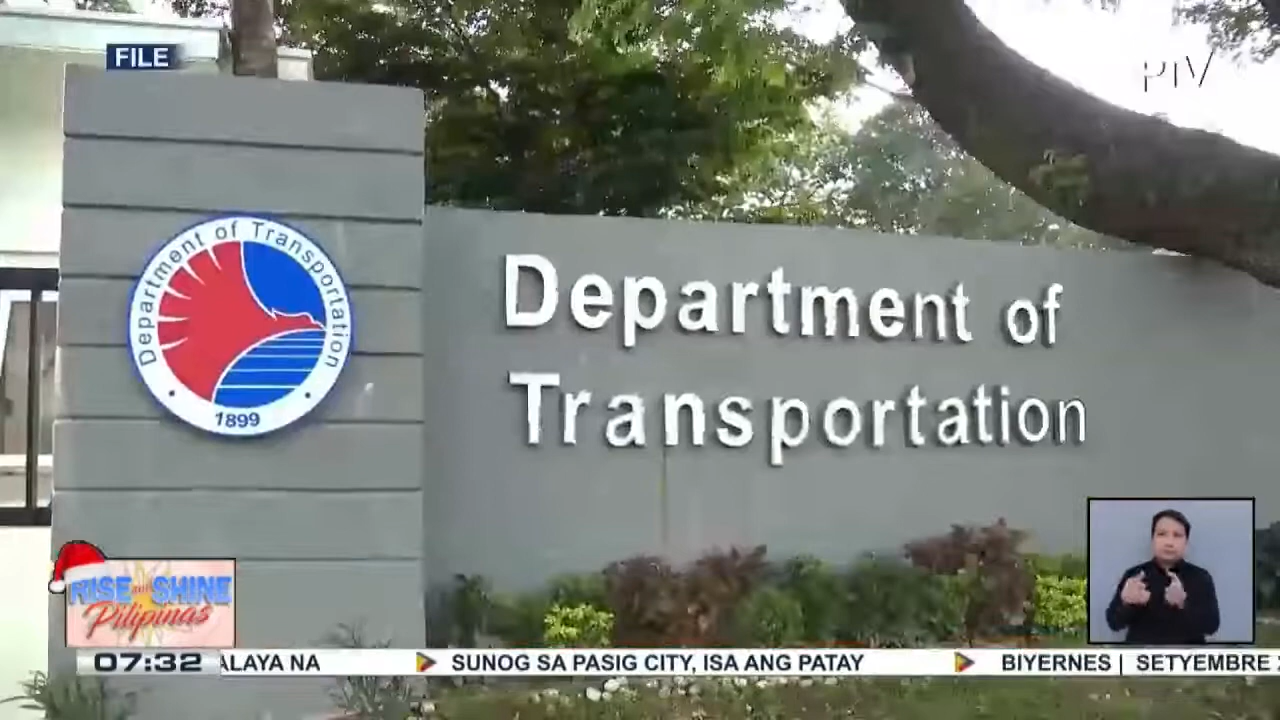 FILE
PTV
Department of Transportation
1899
Department of
Transportation
RISE and SHINE
Pilipinas
07:32 ALAYA NA SUNOG SA PASIG CITY, ISA ANG PATAY BIYERNES | SETYEMBRE